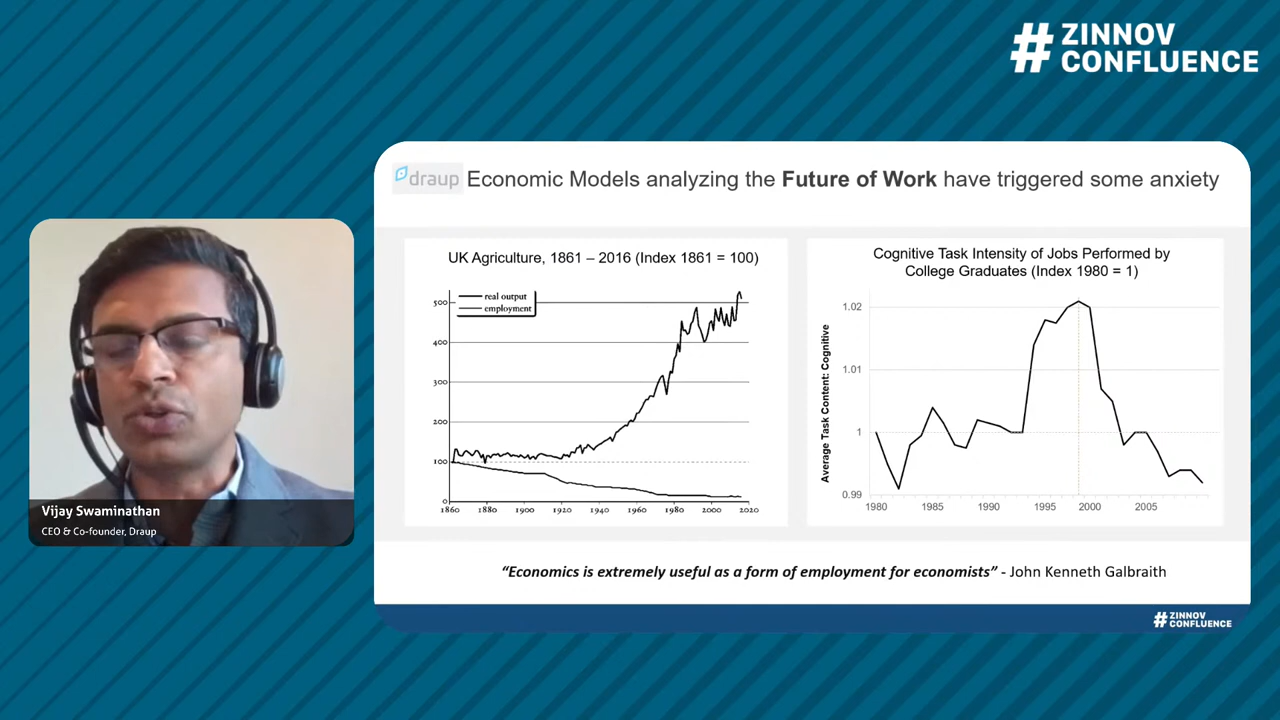 # ZINNOV
CONFLUENCE
draup Economic Models analyzing the Future of Work have triggered some anxiety
UK Agriculture, 1861 – 2016 (Index 1861 = 100)
real output
employment
500
400
300
200
100
0
1860 1880 1900 1920 1940 1960 1980 2000 2020
Cognitive Task Intensity of Jobs Performed by
College Graduates (Index 1980 = 1)
Average Task Content: Cognitive
1.02
1.01
1
0.99
1980 1985 1990 1995 2000 2005
Vijay Swaminathan
CEO & Co-founder, Draup
“Economics is extremely useful as a form of employment for economists” - John Kenneth Galbraith
# ZINNOV
CONFLUENCE